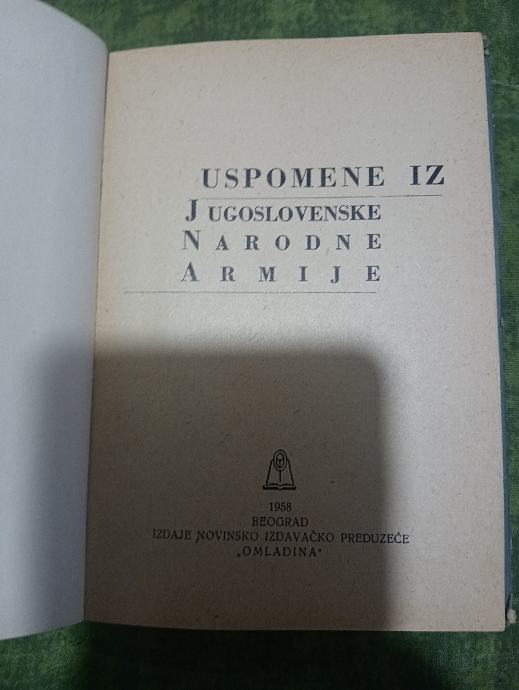 USPOMENE IZ
JUGOSLOVENSKE
NARODNE
ARMIJE
1958
BEOGRAD
IZDAJE NOVINSKO IZDAVAČKO PREDUZEĆE
„OMLADINA“